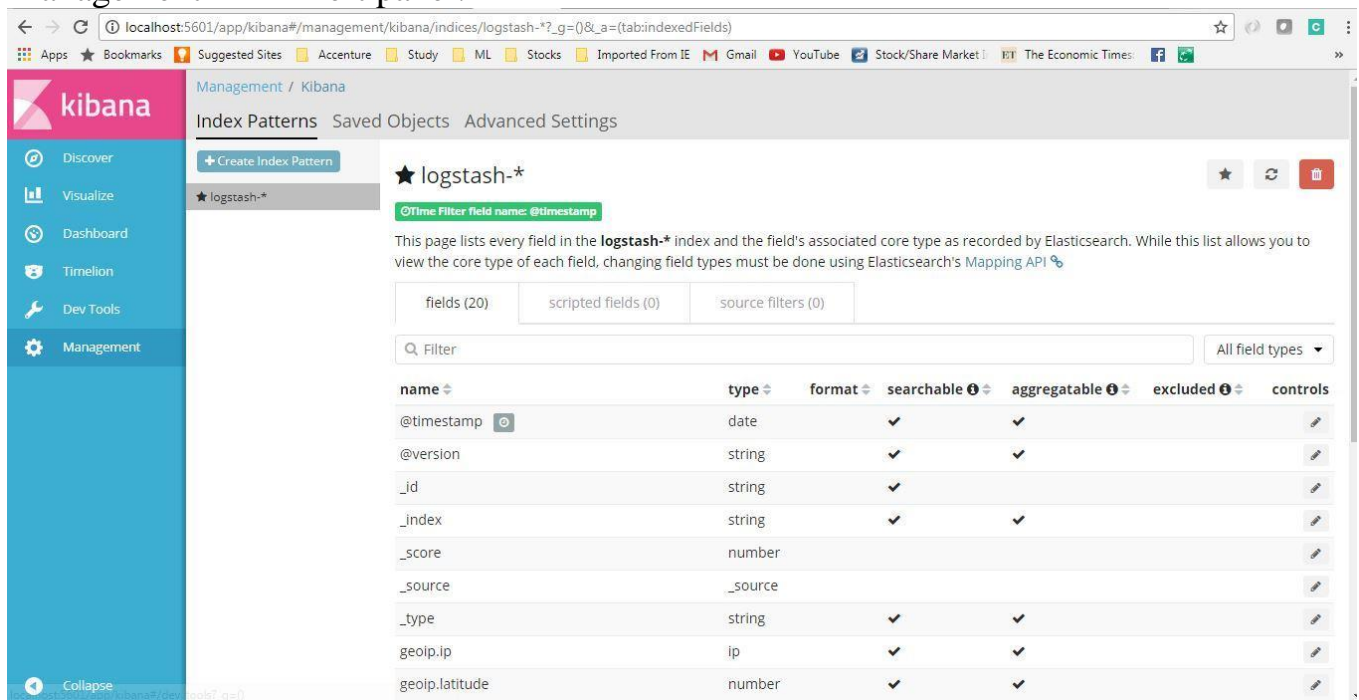 localhost:5601/app/kibana#/management/kibana/indices/logstash-*?_g=()&_a=(tab:indexedFields)
Apps Bookmarks Suggested Sites Accenture Study ML Stocks Imported From IE Gmail YouTube Stock/Share Market ET The Economic Times:
kibana
Management / Kibana
Index Patterns Saved Objects Advanced Settings
Discover
Visualize
Dashboard
Timelion
Dev Tools
Management
Collapse
+ Create Index Pattern
logstash-*
logstash-*
Time Filter field name: @timestamp
This page lists every field in the logstash-* index and the field's associated core type as recorded by Elasticsearch. While this list allows you to
view the core type of each field, changing field types must be done using Elasticsearch's Mapping API
fields (20) scripted fields (0) source filters (0)
Filter All field types
name type format searchable aggregatable excluded controls
@timestamp date
@version string
_id string
_index string
_score number
_source _source
_type string
geoip.ip ip
geoip.latitude number